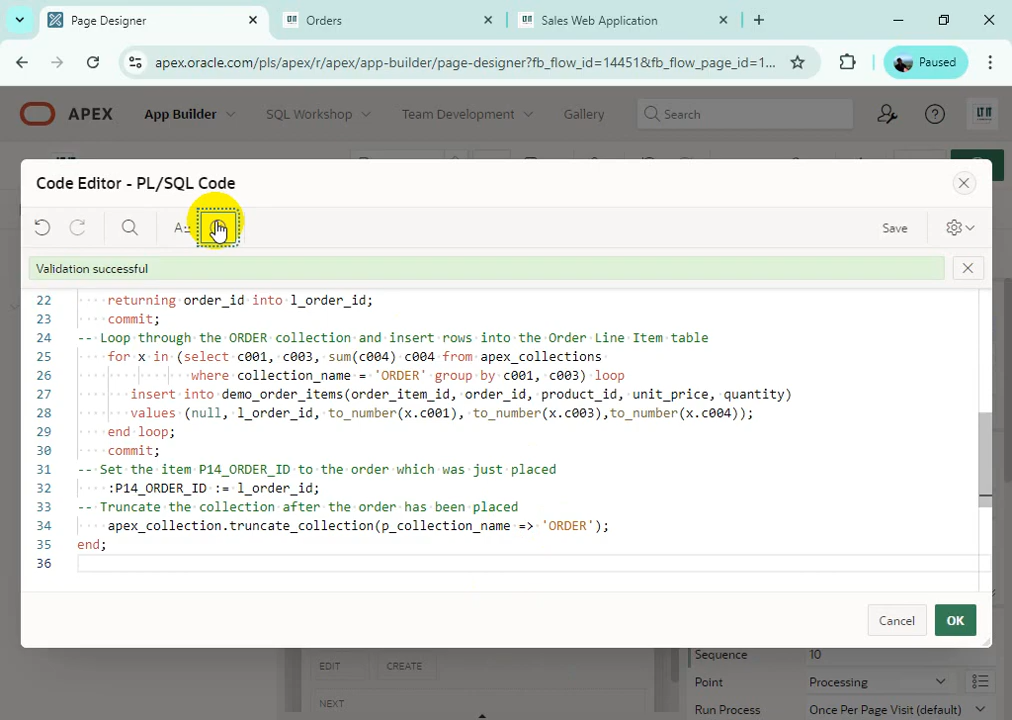 Page Designer
Orders
Sales Web Application
apex.oracle.com/pls/apex/r/apex/app-builder/page-designer?fb_flow_id=14451&fb_flow_page_id=1...
Paused
APEX
App Builder
SQL Workshop
Team Development
Gallery
Search
LT IT
Code Editor - PL/SQL Code
Save
Validation successful
22 returning order_id into l_order_id;
23 commit;
24 -- Loop through the ORDER collection and insert rows into the Order Line Item table
25 for x in (select c001, c003, sum(c004) c004 from apex_collections
26 where collection_name = 'ORDER' group by c001, c003) loop
27 insert into demo_order_items(order_item_id, order_id, product_id, unit_price, quantity)
28 values (null, l_order_id, to_number(x.c001), to_number(x.c003),to_number(x.c004));
29 end loop;
30 commit;
31 -- Set the item P14_ORDER_ID to the order which was just placed
32 :P14_ORDER_ID := l_order_id;
33 -- Truncate the collection after the order has been placed
34 apex_collection.truncate_collection(p_collection_name => 'ORDER');
35 end;
36
Cancel
OK
EDIT
CREATE
NEXT
Sequence
10
Point
Processing
Run Process
Once Per Page Visit (default)